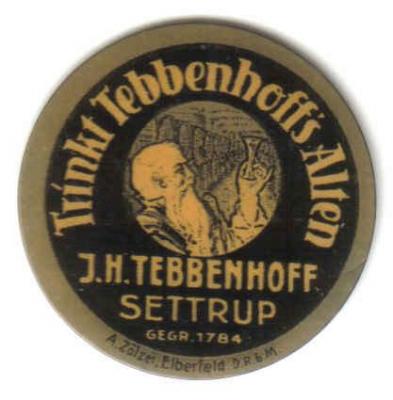 Trinkt Tebbenhoff's Alten
J.H. TEBBENHOFF
SETTRUP
GEGR. 1784
A. Zölzer, Elberfeld D.R.G.M.